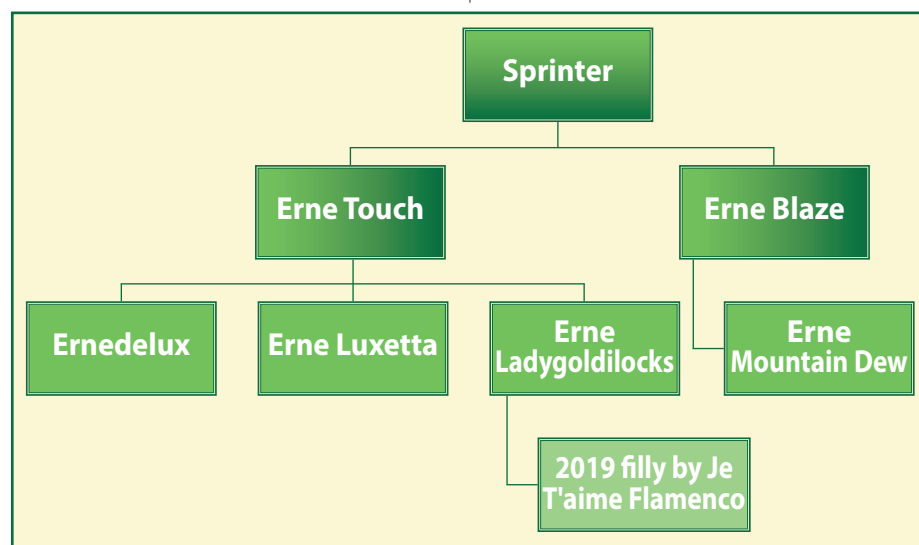 Sprinter
Erne Touch
Erne Blaze
Ernedelux
Erne Luxetta
Erne
Ladygoldilocks
Erne
Mountain Dew
2019 filly by Je
T'aime Flamenco